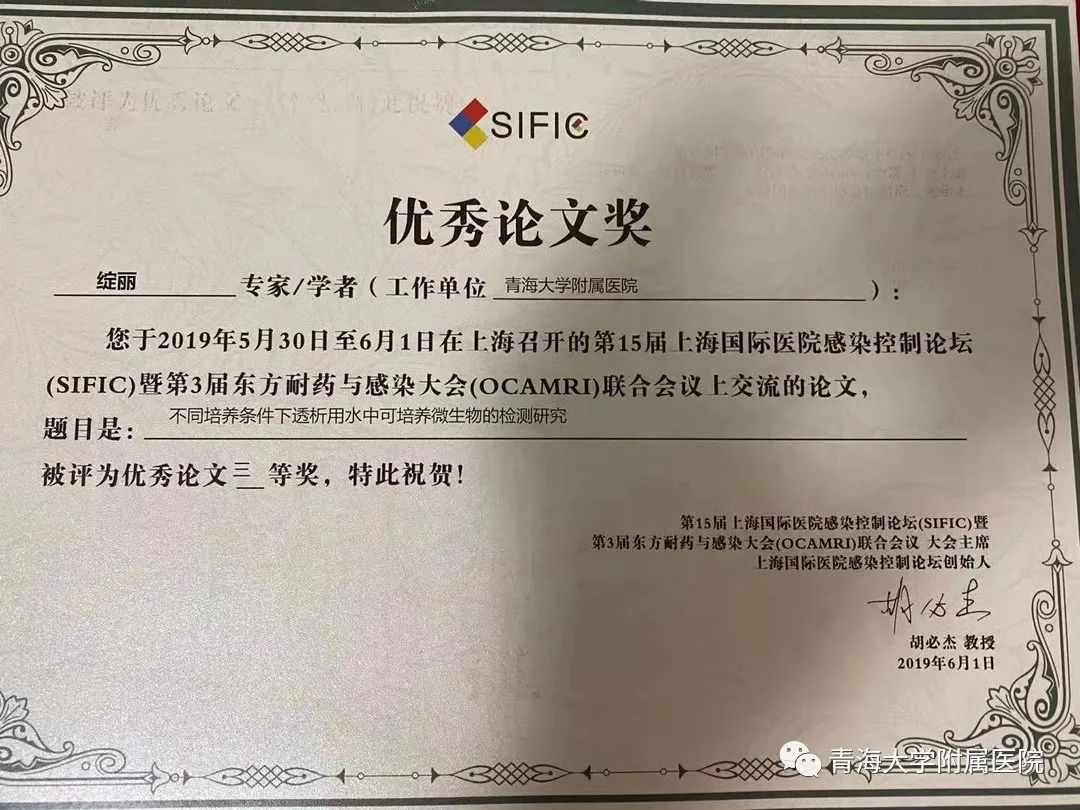 SIFIC
优秀论文奖
绽丽 专家/学者（工作单位 青海大学附属医院 ）：
您于2019年5月30日至6月1日在上海召开的第15届上海国际医院感染控制论坛
(SIFIC)暨第3届东方耐药与感染大会(OCAMRI)联合会议上交流的论文，
题目是：不同培养条件下透析用水中可培养微生物的检测研究
被评为优秀论文三等奖，特此祝贺！
第15届上海国际医院感染控制论坛(SIFIC)暨
第3届东方耐药与感染大会(OCAMRI)联合会议 大会主席
上海国际医院感染控制论坛创始人
胡必杰
胡必杰 教授
2019年6月1日
青海大学附属医院